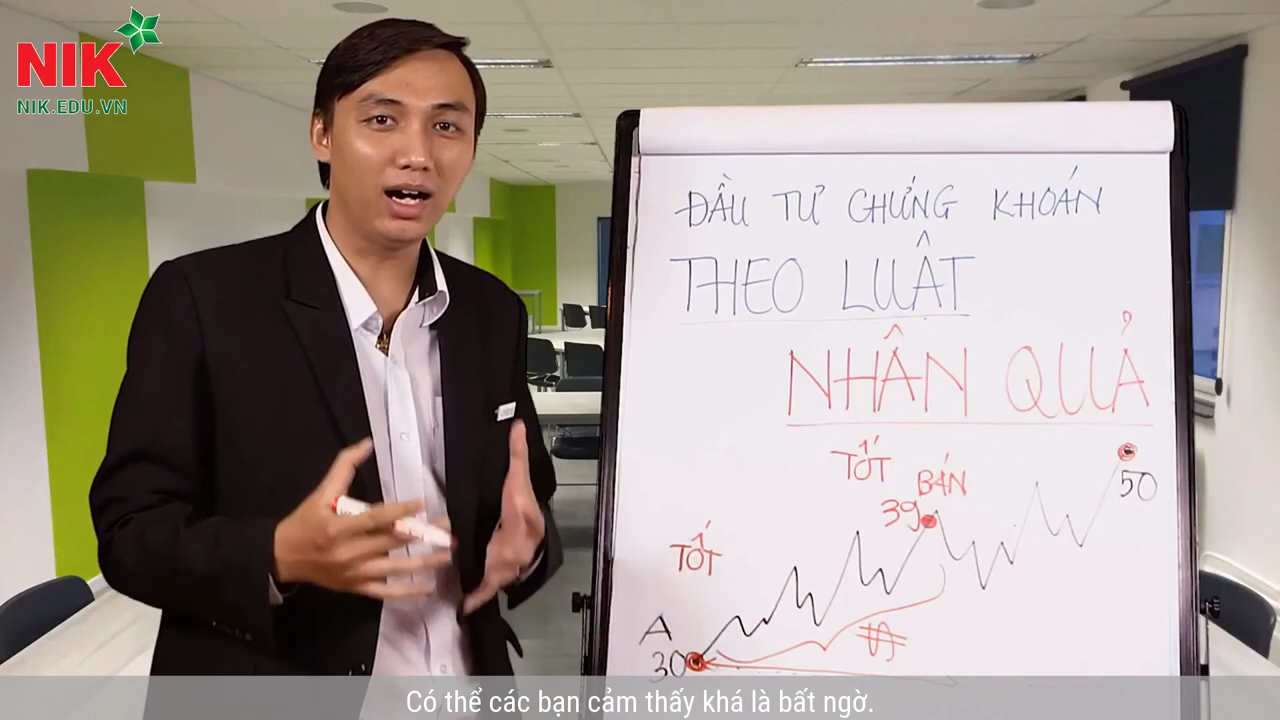 NIK
NIK.EDU.VN
ĐẦU TƯ CHỨNG KHOÁN
THEO LUẬT
NHÂN QUẢ
TỐT
BÁN
39
50
TỐT
A
30
$
Có thể các bạn cảm thấy khá là bất ngờ.